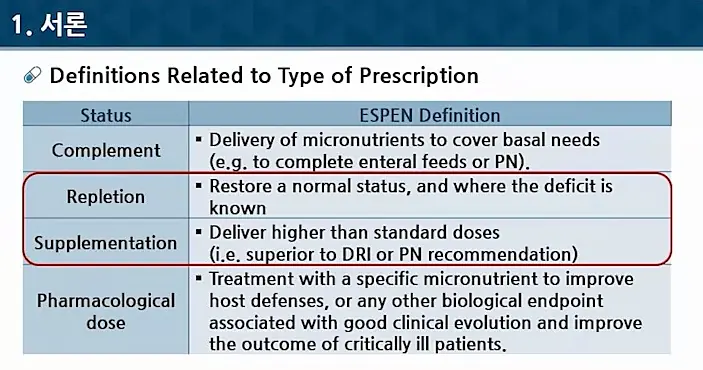 1. 서론
Definitions Related to Type of Prescription
Status
ESPEN Definition
Complement
▪ Delivery of micronutrients to cover basal needs
(e.g. to complete enteral feeds or PN).
Repletion
▪ Restore a normal status, and where the deficit is
known
Supplementation
▪ Deliver higher than standard doses
(i.e. superior to DRI or PN recommendation)
Pharmacological
dose
▪ Treatment with a specific micronutrient to improve
host defenses, or any other biological endpoint
associated with good clinical evolution and improve
the outcome of critically ill patients.